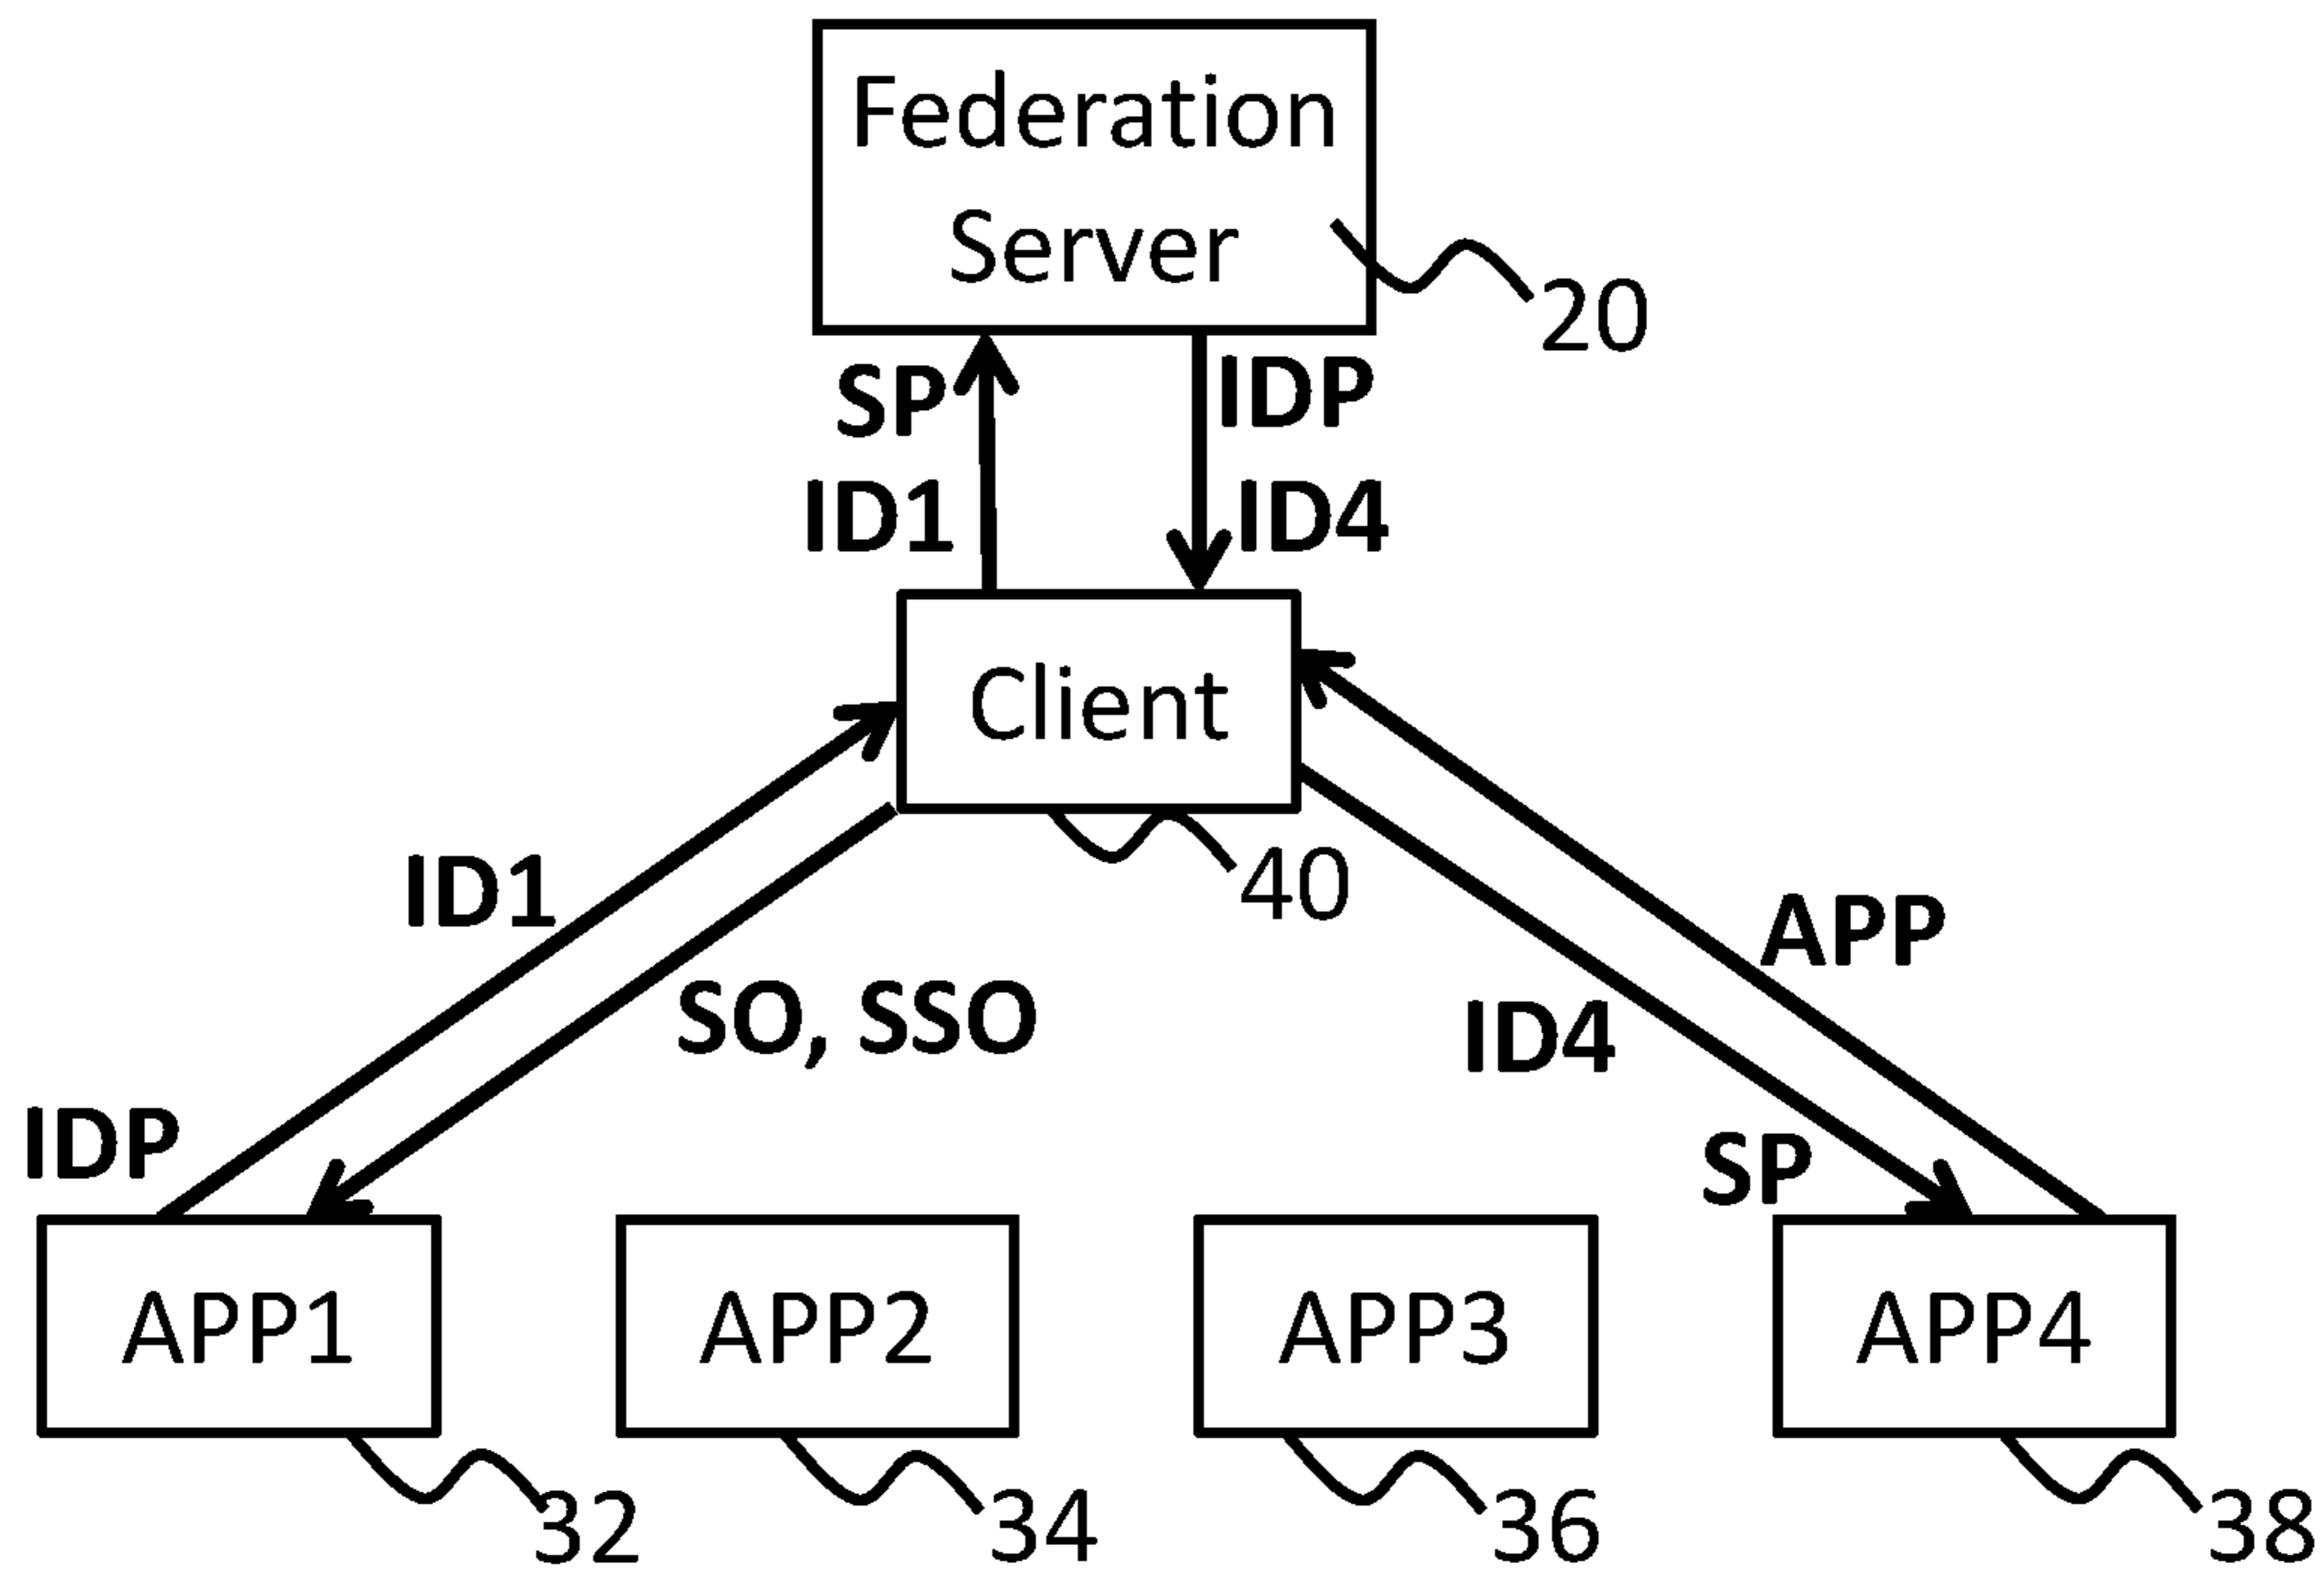 Federation
Server
20
SP
IDP
ID1
ID4
Client
40
ID1
APP
SO, SSO
ID4
IDP
SP
APP1
APP2
APP3
APP4
32
34
36
38